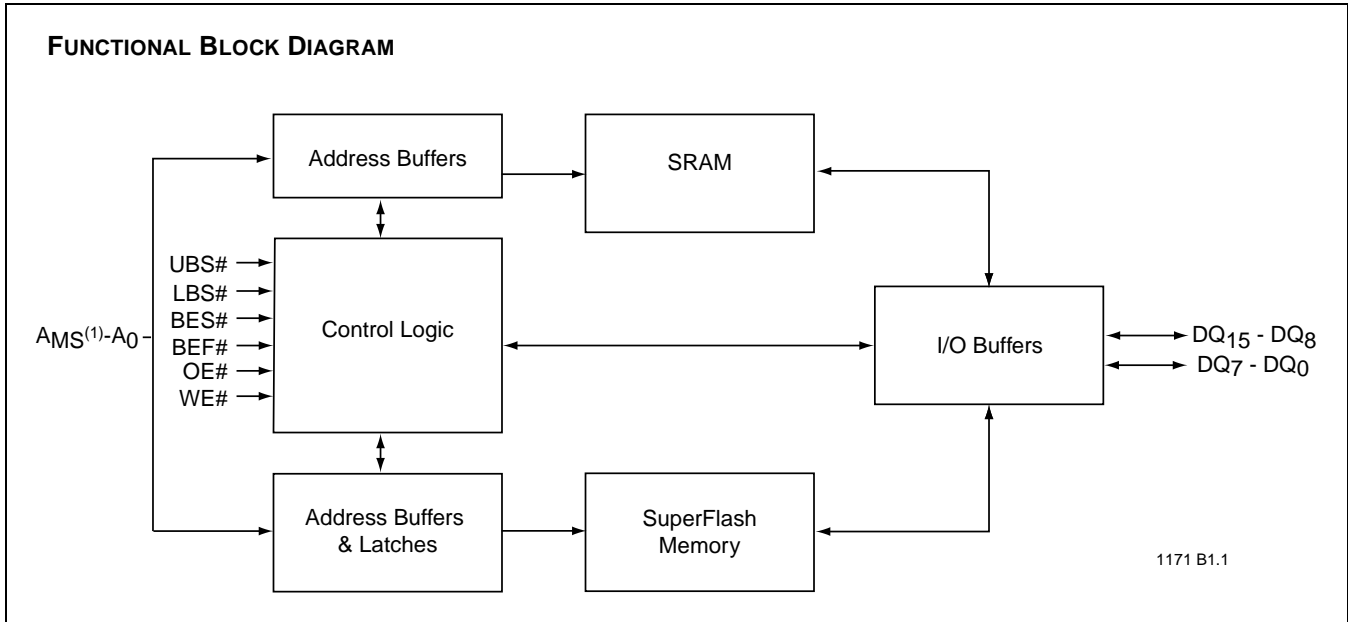 FUNCTIONAL BLOCK DIAGRAM
Address Buffers
SRAM
UBS#
LBS#
BES#
BEF#
OE#
WE#
AMS(1)-A0
Control Logic
I/O Buffers
DQ15 - DQ8
DQ7 - DQ0
Address Buffers
& Latches
SuperFlash
Memory
1171 B1.1